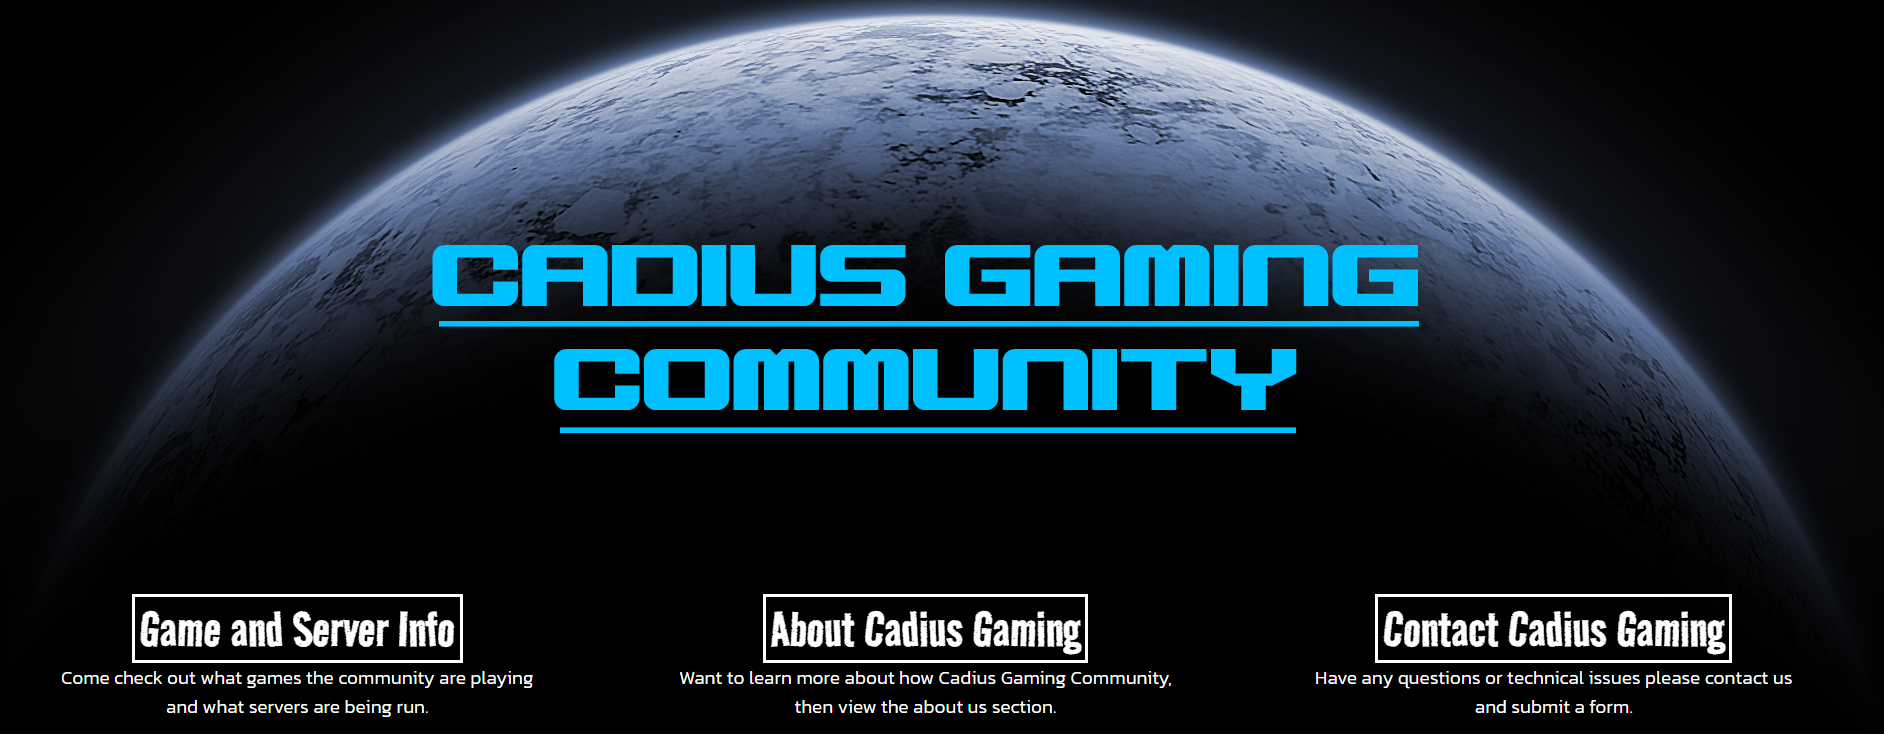 CADIUS GAMING
COMMUNITY
Game and Server Info
Come check out what games the community are playing
and what servers are being run.
About Cadius Gaming
Want to learn more about how Cadius Gaming Community,
then view the about us section.
Contact Cadius Gaming
Have any questions or technical issues please contact us
and submit a form.